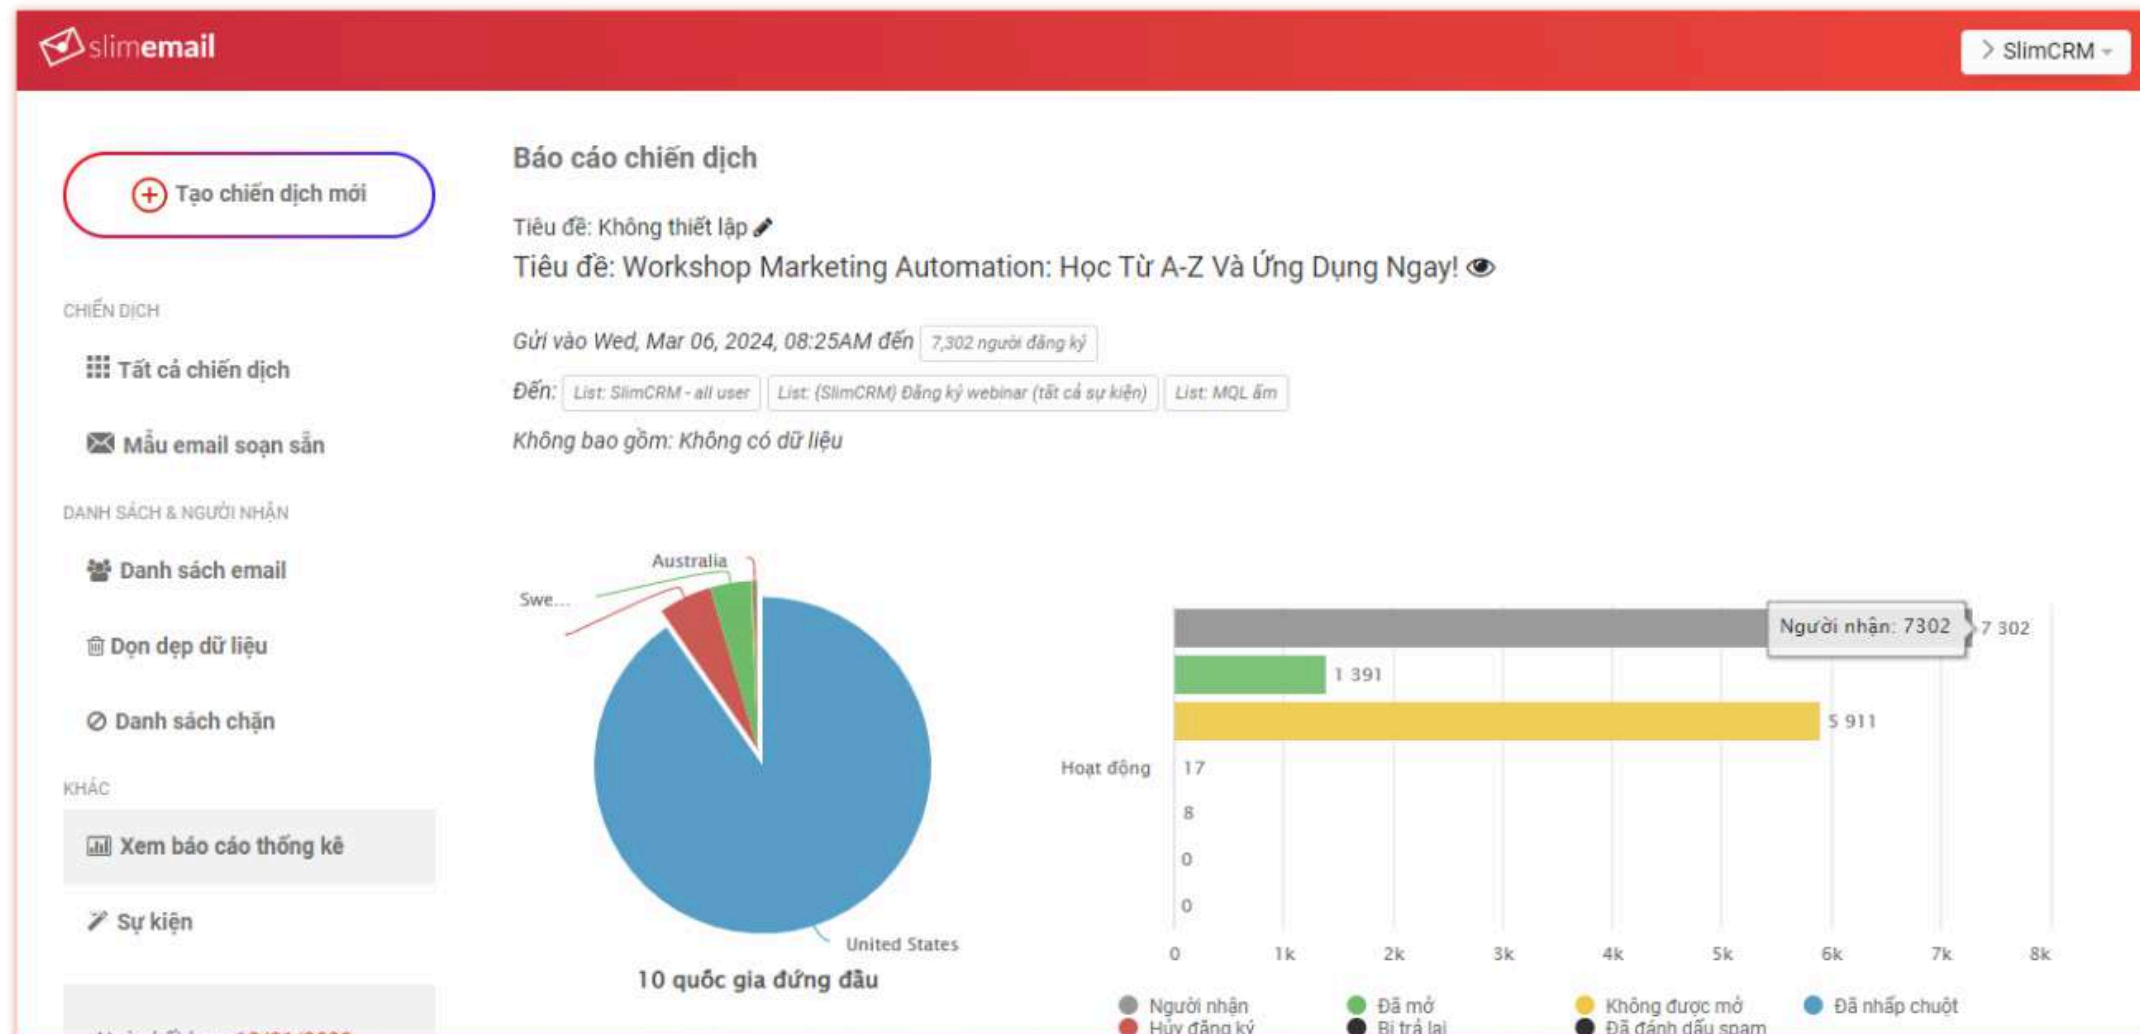 slimemail
SlimCRM
Tạo chiến dịch mới
CHIẾN DỊCH
Tất cả chiến dịch
Mẫu email soạn sẵn
DANH SÁCH & NGƯỜI NHẬN
Danh sách email
Dọn dẹp dữ liệu
Danh sách chặn
KHÁC
Xem báo cáo thống kê
Sự kiện
Báo cáo chiến dịch
Tiêu đề: Không thiết lập
Tiêu đề: Workshop Marketing Automation: Học Từ A-Z Và Ứng Dụng Ngay!
Gửi vào Wed, Mar 06, 2024, 08:25AM đến 7,302 người đăng ký
Đến: List: SlimCRM - all user List: (SlimCRM) Đăng ký webinar (tất cả sự kiện) List: MQL ấm
Không bao gồm: Không có dữ liệu
Australia
Swe...
United States
10 quốc gia đứng đầu
Người nhận: 7302
7 302
1 391
5 911
Hoạt động 17
8
0
0
0 1k 2k 3k 4k 5k 6k 7k 8k
Người nhận Đã mở Không được mở Đã nhấp chuột
Hủy đăng ký Bị trả lại Đã đánh dấu spam